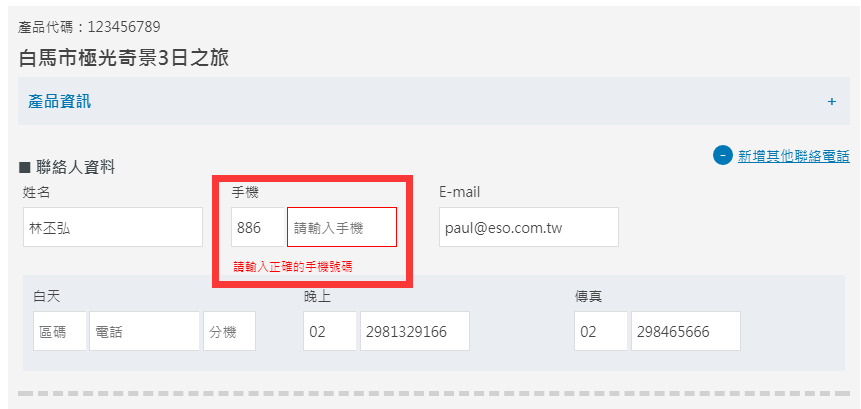 產品代碼：123456789
白馬市極光奇景3日之旅
產品資訊 +
- 新增其他聯絡電話
■ 聯絡人資料
姓名 手機 E-mail
林丕弘 886 請輸入手機 paul@eso.com.tw
請輸入正確的手機號碼
白天 晚上 傳真
區碼 電話 分機 02 2981329166 02 298465666